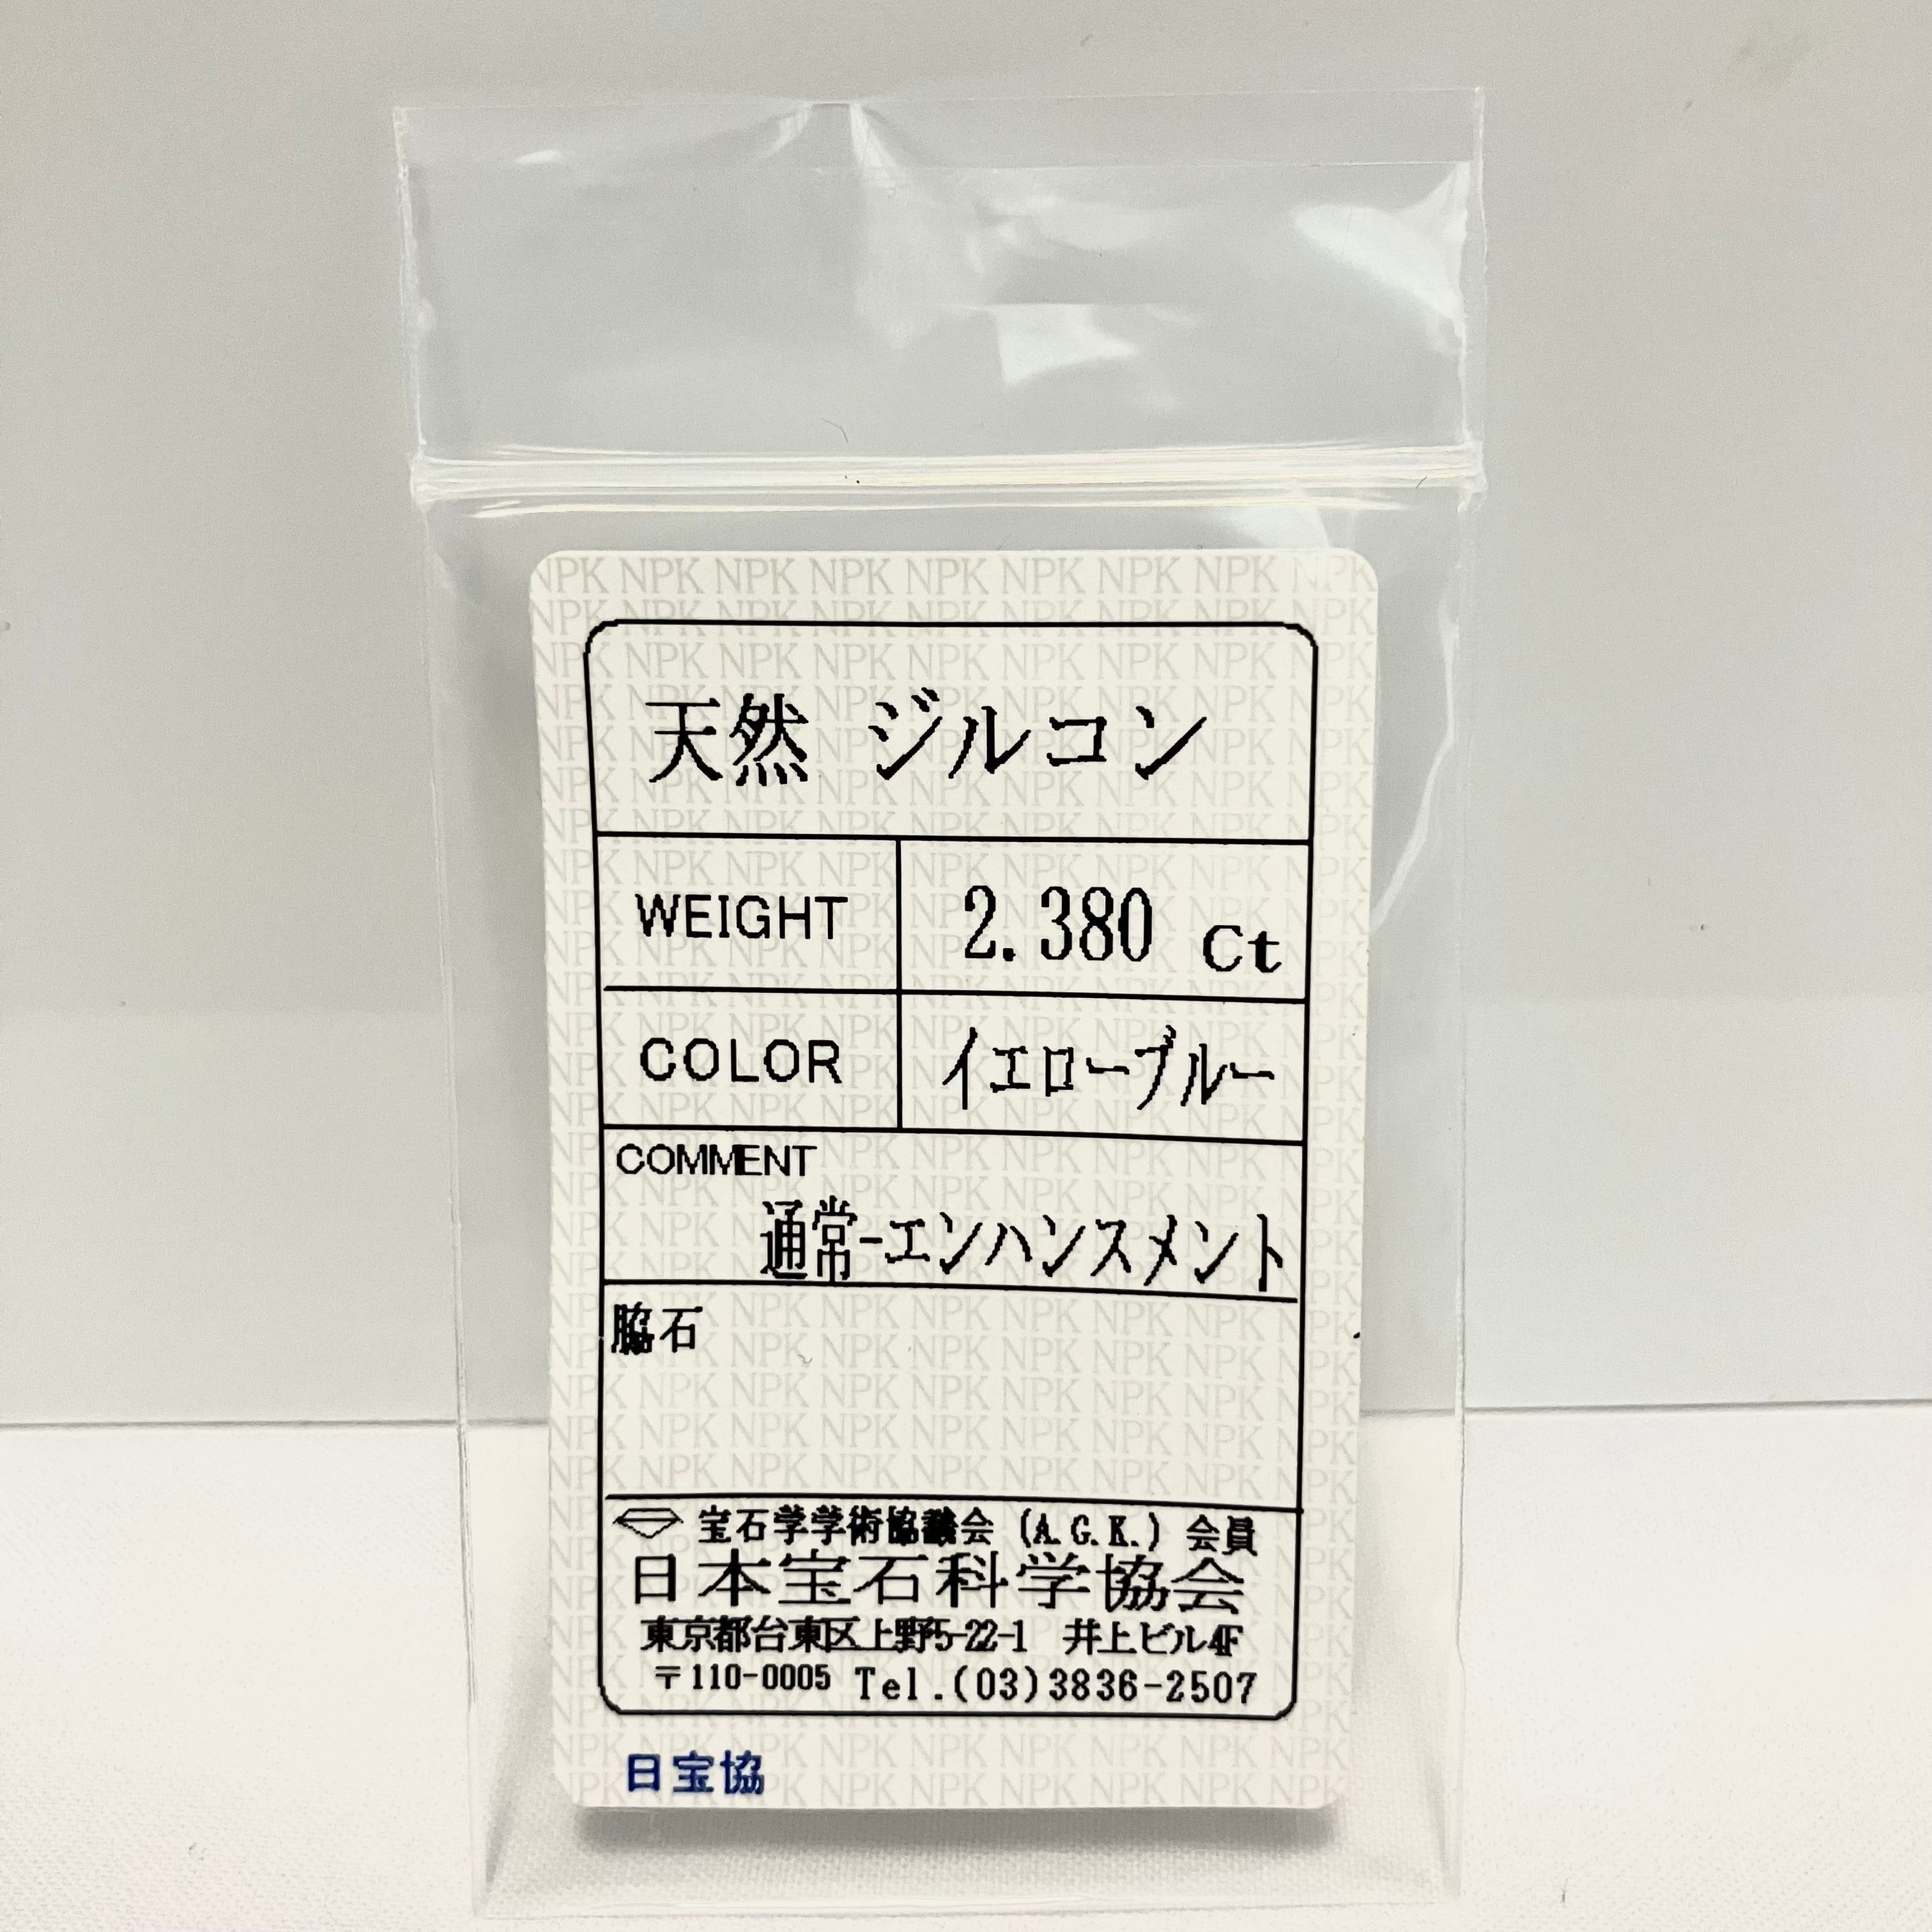 天然 ジルコン
WEIGHT 2.380 Ct
COLOR イエローブルー
COMMENT
通常-エンハンスメント
脇石
宝石学学術協議会 (A.G.K.) 会員
日本宝石科学協会
東京都台東区上野5-22-1 井上ビル4F
〒110-0005 Tel.(03)3836-2507
日宝協